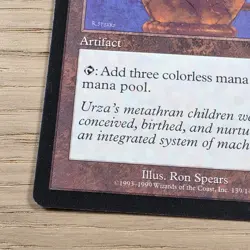 Artifact
: Add three colorless mana
mana pool.
Urza's metathran children we
conceived, birthed, and nurtu
an integrated system of mach
Illus. Ron Spears
© 1993-1999 Wizards of the Coast, Inc. 139/1